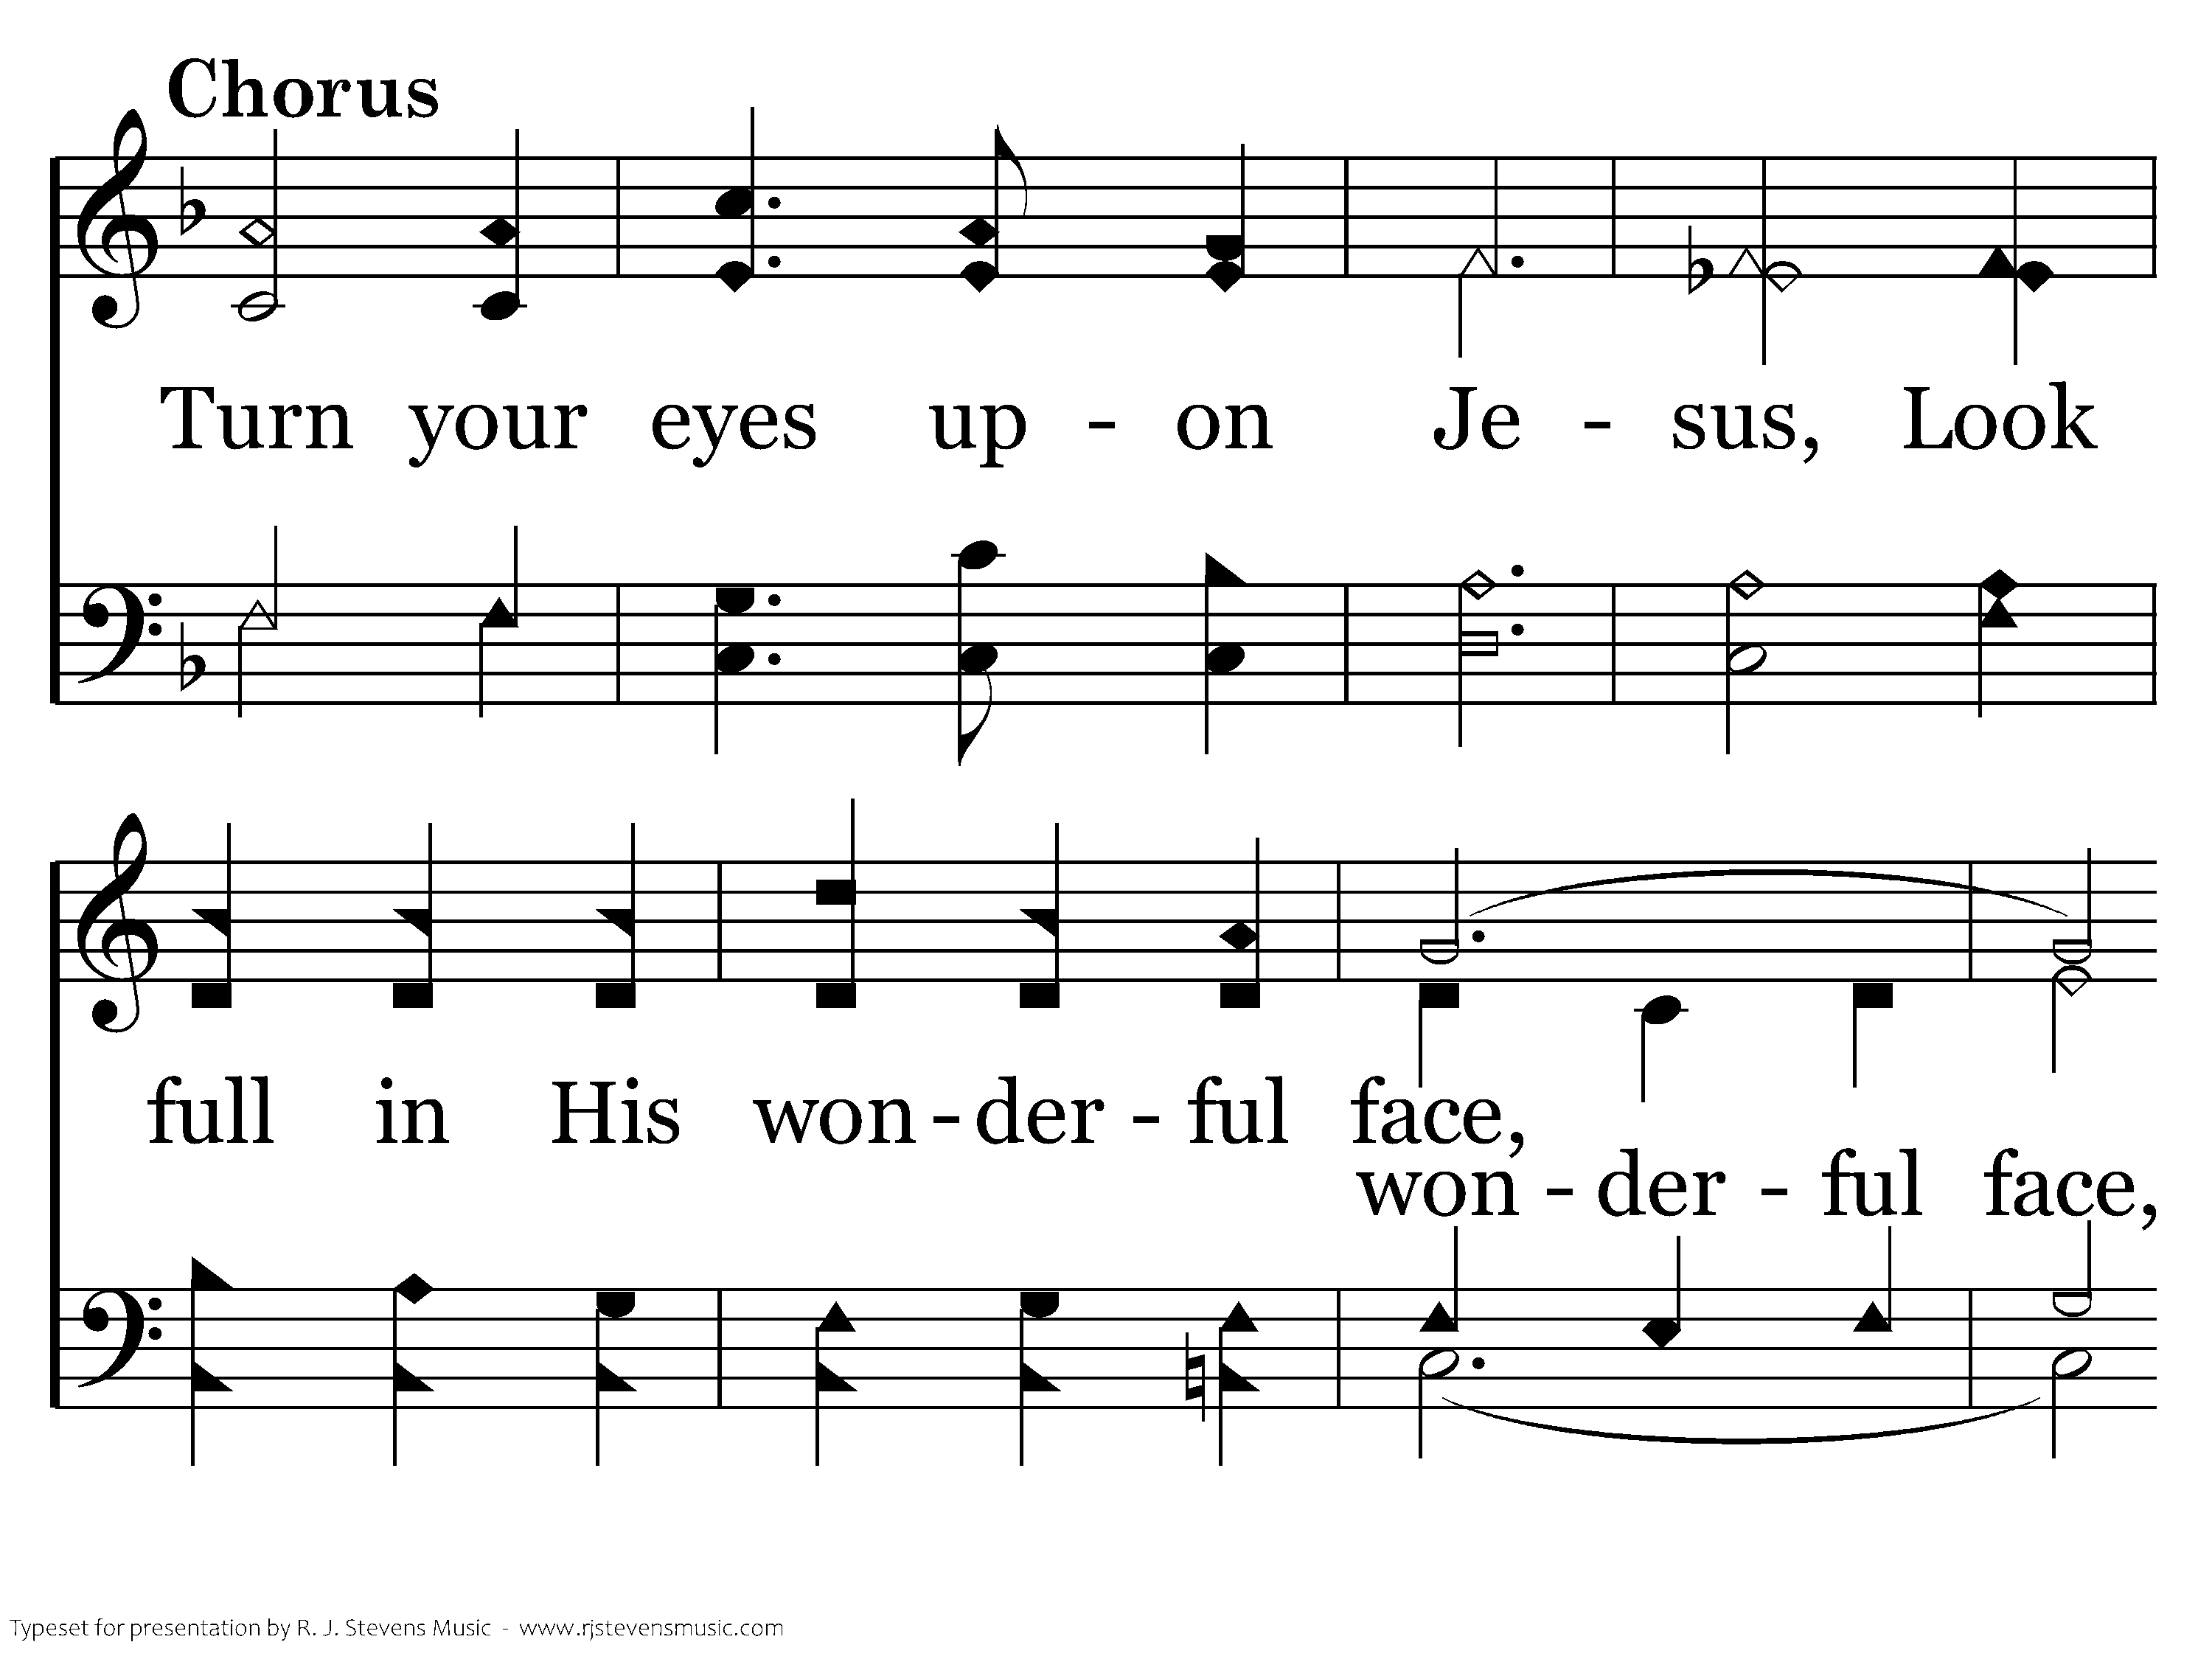 Chorus
Turn your eyes up - on Je - sus, Look
full in His won - der - ful face,
won - der - ful face,
Typeset for presentation by R. J. Stevens Music - www.rjstevensmusic.com